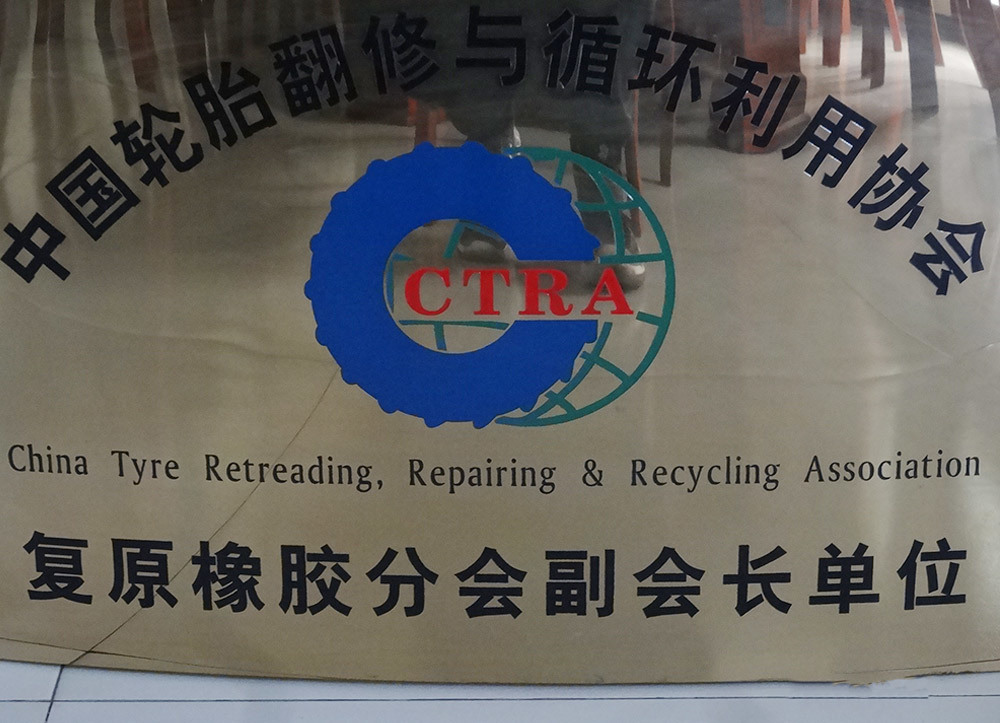 中国轮胎翻修与循环利用协会
CTRA
China Tyre Retreading, Repairing & Recycling Association
复原橡胶分会副会长单位